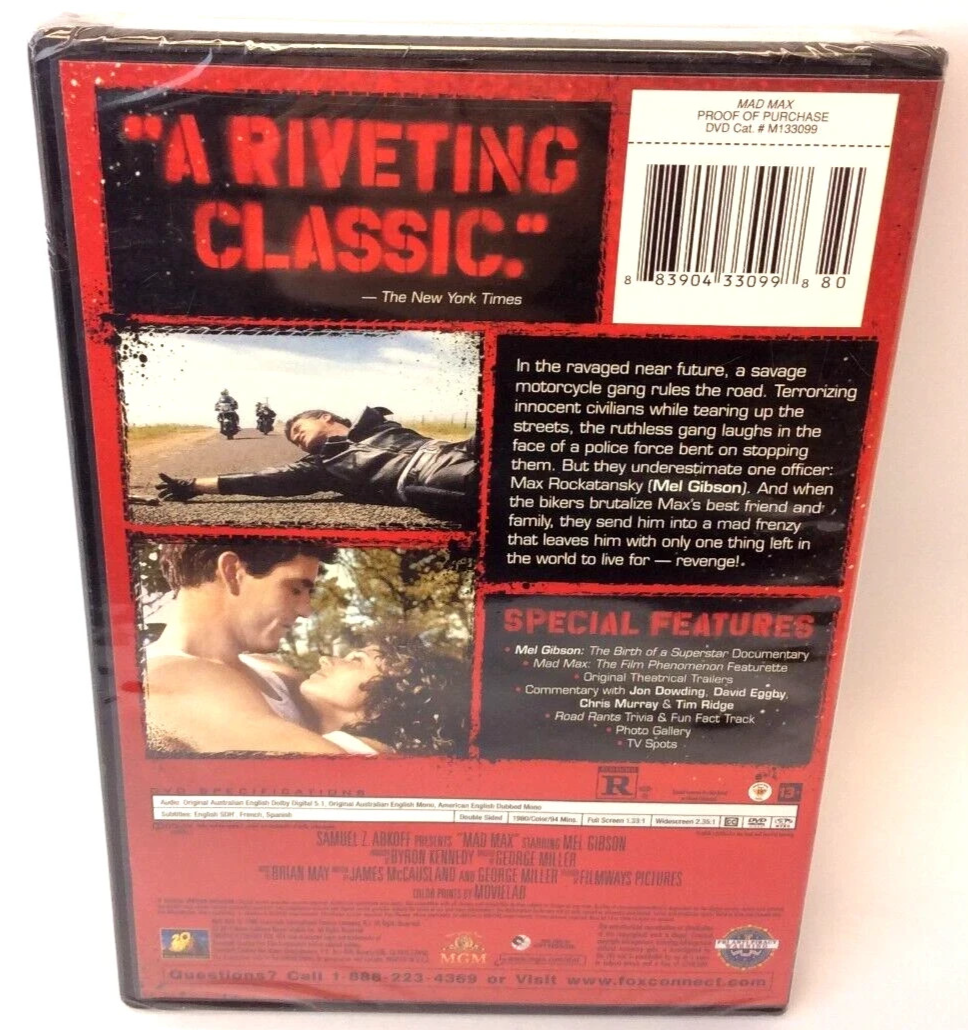 "A RIVETING
CLASSIC."
— The New York Times
MAD MAX
PROOF OF PURCHASE
DVD Cat. # M133099
8 83904 33099 8 80
In the ravaged near future, a savage
motorcycle gang rules the road. Terrorizing
innocent civilians while tearing up the
streets, the ruthless gang laughs in the
face of a police force bent on stopping
them. But they underestimate one officer:
Max Rockatansky (Mel Gibson). And when
the bikers brutalize Max's best friend and
family, they send him into a mad frenzy
that leaves him with only one thing left in
the world to live for — revenge!
SPECIAL FEATURES
• Mel Gibson: The Birth of a Superstar Documentary
• Mad Max: The Film Phenomenon Featurette
• Original Theatrical Trailers
• Commentary with Jon Dowding, David Eggby,
Chris Murray & Tim Ridge
• Road Rants Trivia & Fun Fact Track
• Photo Gallery
• TV Spots
R
13+
DVD SPECIFICATIONS
Audio: Original Australian English Dolby Digital 5.1, Original Australian English Mono, American English Dubbed Mono
Subtitles: English SDH, French, Spanish
Double Sided
1980/Color/94 Mins.
Full Screen 1.33:1
Widescreen 2.35:1
DVD
SAMUEL Z. ARKOFF PRESENTS "MAD MAX" STARRING MEL GIBSON
BYRON KENNEDY GEORGE MILLER
BRIAN MAY JAMES McCAUSLAND AND GEORGE MILLER FILMWAYS PICTURES
COLOR PRINTS BY MOVIELAB
20
MGM
Questions? Call 1-886-223-4369 or Visit www.foxconnect.com